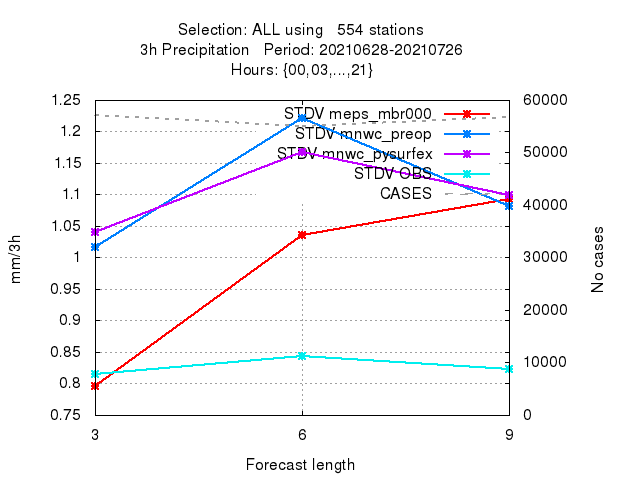 Selection: ALL using   554 stations
3h Precipitation   Period: 20210628-20210726
Hours: {00,03,...,21}
STDV meps_mbr000
STDV mnwc_preop
STDV mnwc_pysurfex
STDV OBS
CASES
mm/3h
1.25
1.2
1.15
1.1
1.05
1
0.95
0.9
0.85
0.8
0.75
60000
50000
40000
30000
20000
10000
0
No cases
3 6 9
Forecast length